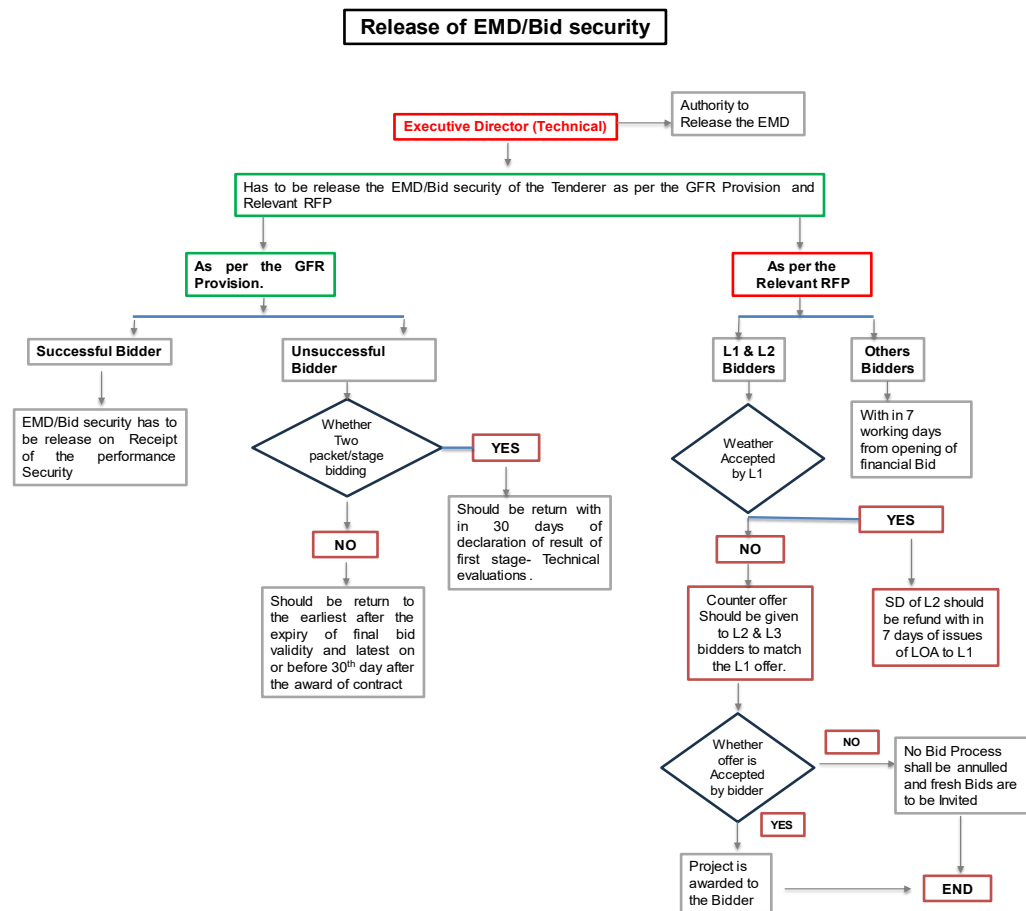 Release of EMD/Bid security
Executive Director (Technical)
Authority to
Release the EMD
Has to be release the EMD/Bid security of the Tenderer as per the GFR Provision and
Relevant RFP
As per the GFR
Provision.
As per the
Relevant RFP
Successful Bidder
Unsuccessful
Bidder
L1 & L2
Bidders
Others
Bidders
EMD/Bid security has to
be release on Receipt
of the performance
Security
Whether
Two
packet/stage
bidding
YES
Weather
Accepted
by L1
With in 7
working days
from opening of
financial Bid
Should be return with
in 30 days of
declaration of result of
first stage- Technical
evaluations .
NO
YES
NO
Should be return to
the earliest after the
expiry of final bid
validity and latest on
or before 30th day after
the award of contract
Counter offer
Should be given
to L2 & L3
bidders to match
the L1 offer.
SD of L2 should
be refund with in
7 days of issues
of LOA to L1
Whether
offer is
Accepted
by bidder
NO
No Bid Process
shall be annulled
and fresh Bids are
to be Invited
YES
Project is
awarded to
the Bidder
END